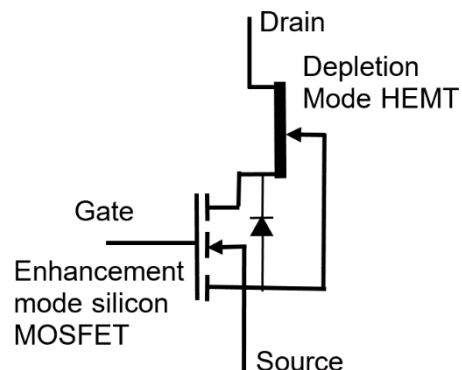 Drain
Depletion
Mode HEMT
Gate
Enhancement
mode silicon
MOSFET
Source